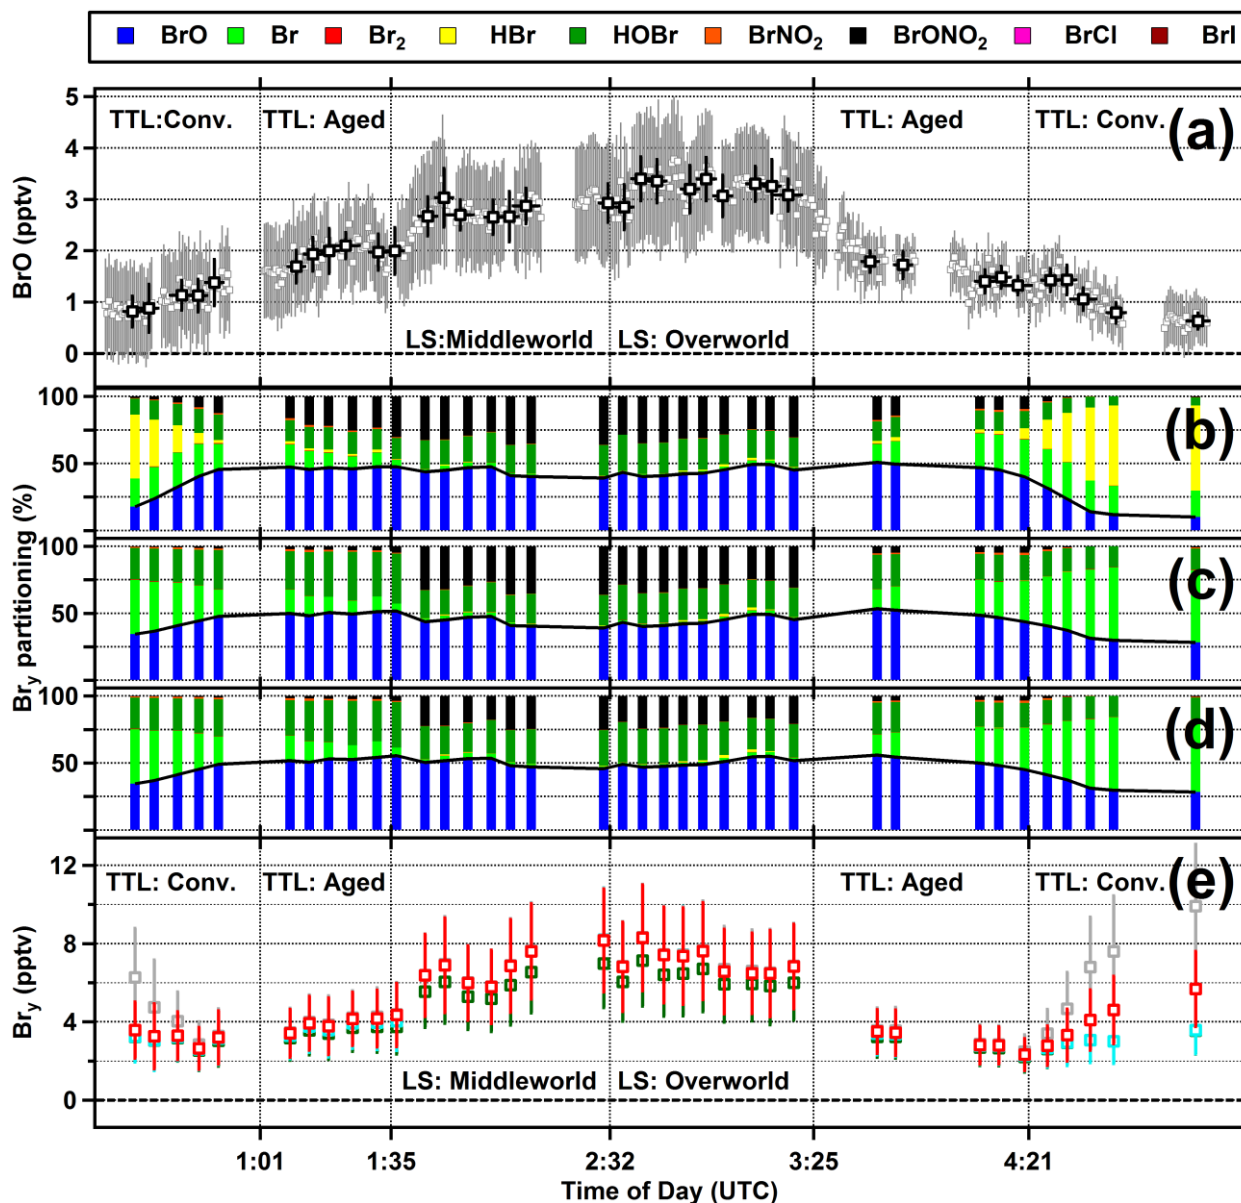 BrO Br Br₂ HBr HOBr BrNO₂ BrONO₂ BrCl BrI
5
TTL:Conv. TTL: Aged TTL: Aged TTL: Conv. (a)
4
3
2
1
LS:Middleworld LS: Overworld
0
BrO (pptv)
100
(b)
50
100
(c)
50
100
(d)
50
Br_y partitioning (%)
12
TTL: Conv. TTL: Aged TTL: Aged TTL: Conv. (e)
8
4
LS: Middleworld LS: Overworld
0
Br_y (pptv)
1:01 1:35 2:32 3:25 4:21
Time of Day (UTC)